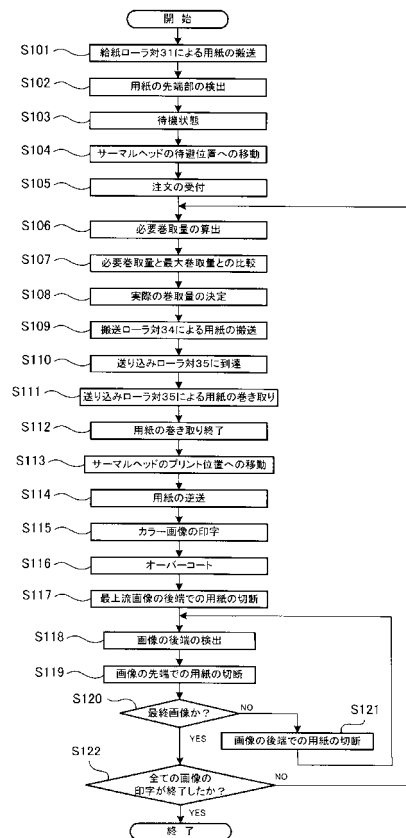 開 始
S101
給紙ローラ対31による用紙の搬送
S102
用紙の先端部の検出
S103
待機状態
S104
サーマルヘッドの待避位置への移動
S105
注文の受付
S106
必要巻取量の算出
S107
必要巻取量と最大巻取量との比較
S108
実際の巻取量の決定
S109
搬送ローラ対34による用紙の搬送
S110
送り込みローラ対35に到達
S111
送り込みローラ対35による用紙の巻き取り
S112
用紙の巻き取り終了
S113
サーマルヘッドのプリント位置への移動
S114
用紙の逆送
S115
カラー画像の印字
S116
オーバーコート
S117
最上流画像の後端での用紙の切断
S118
画像の後端の検出
S119
画像の先端での用紙の切断
S120
最終画像か?
NO
S121
画像の後端での用紙の切断
YES
S122
全ての画像の
印字が終了したか?
NO
YES
終 了